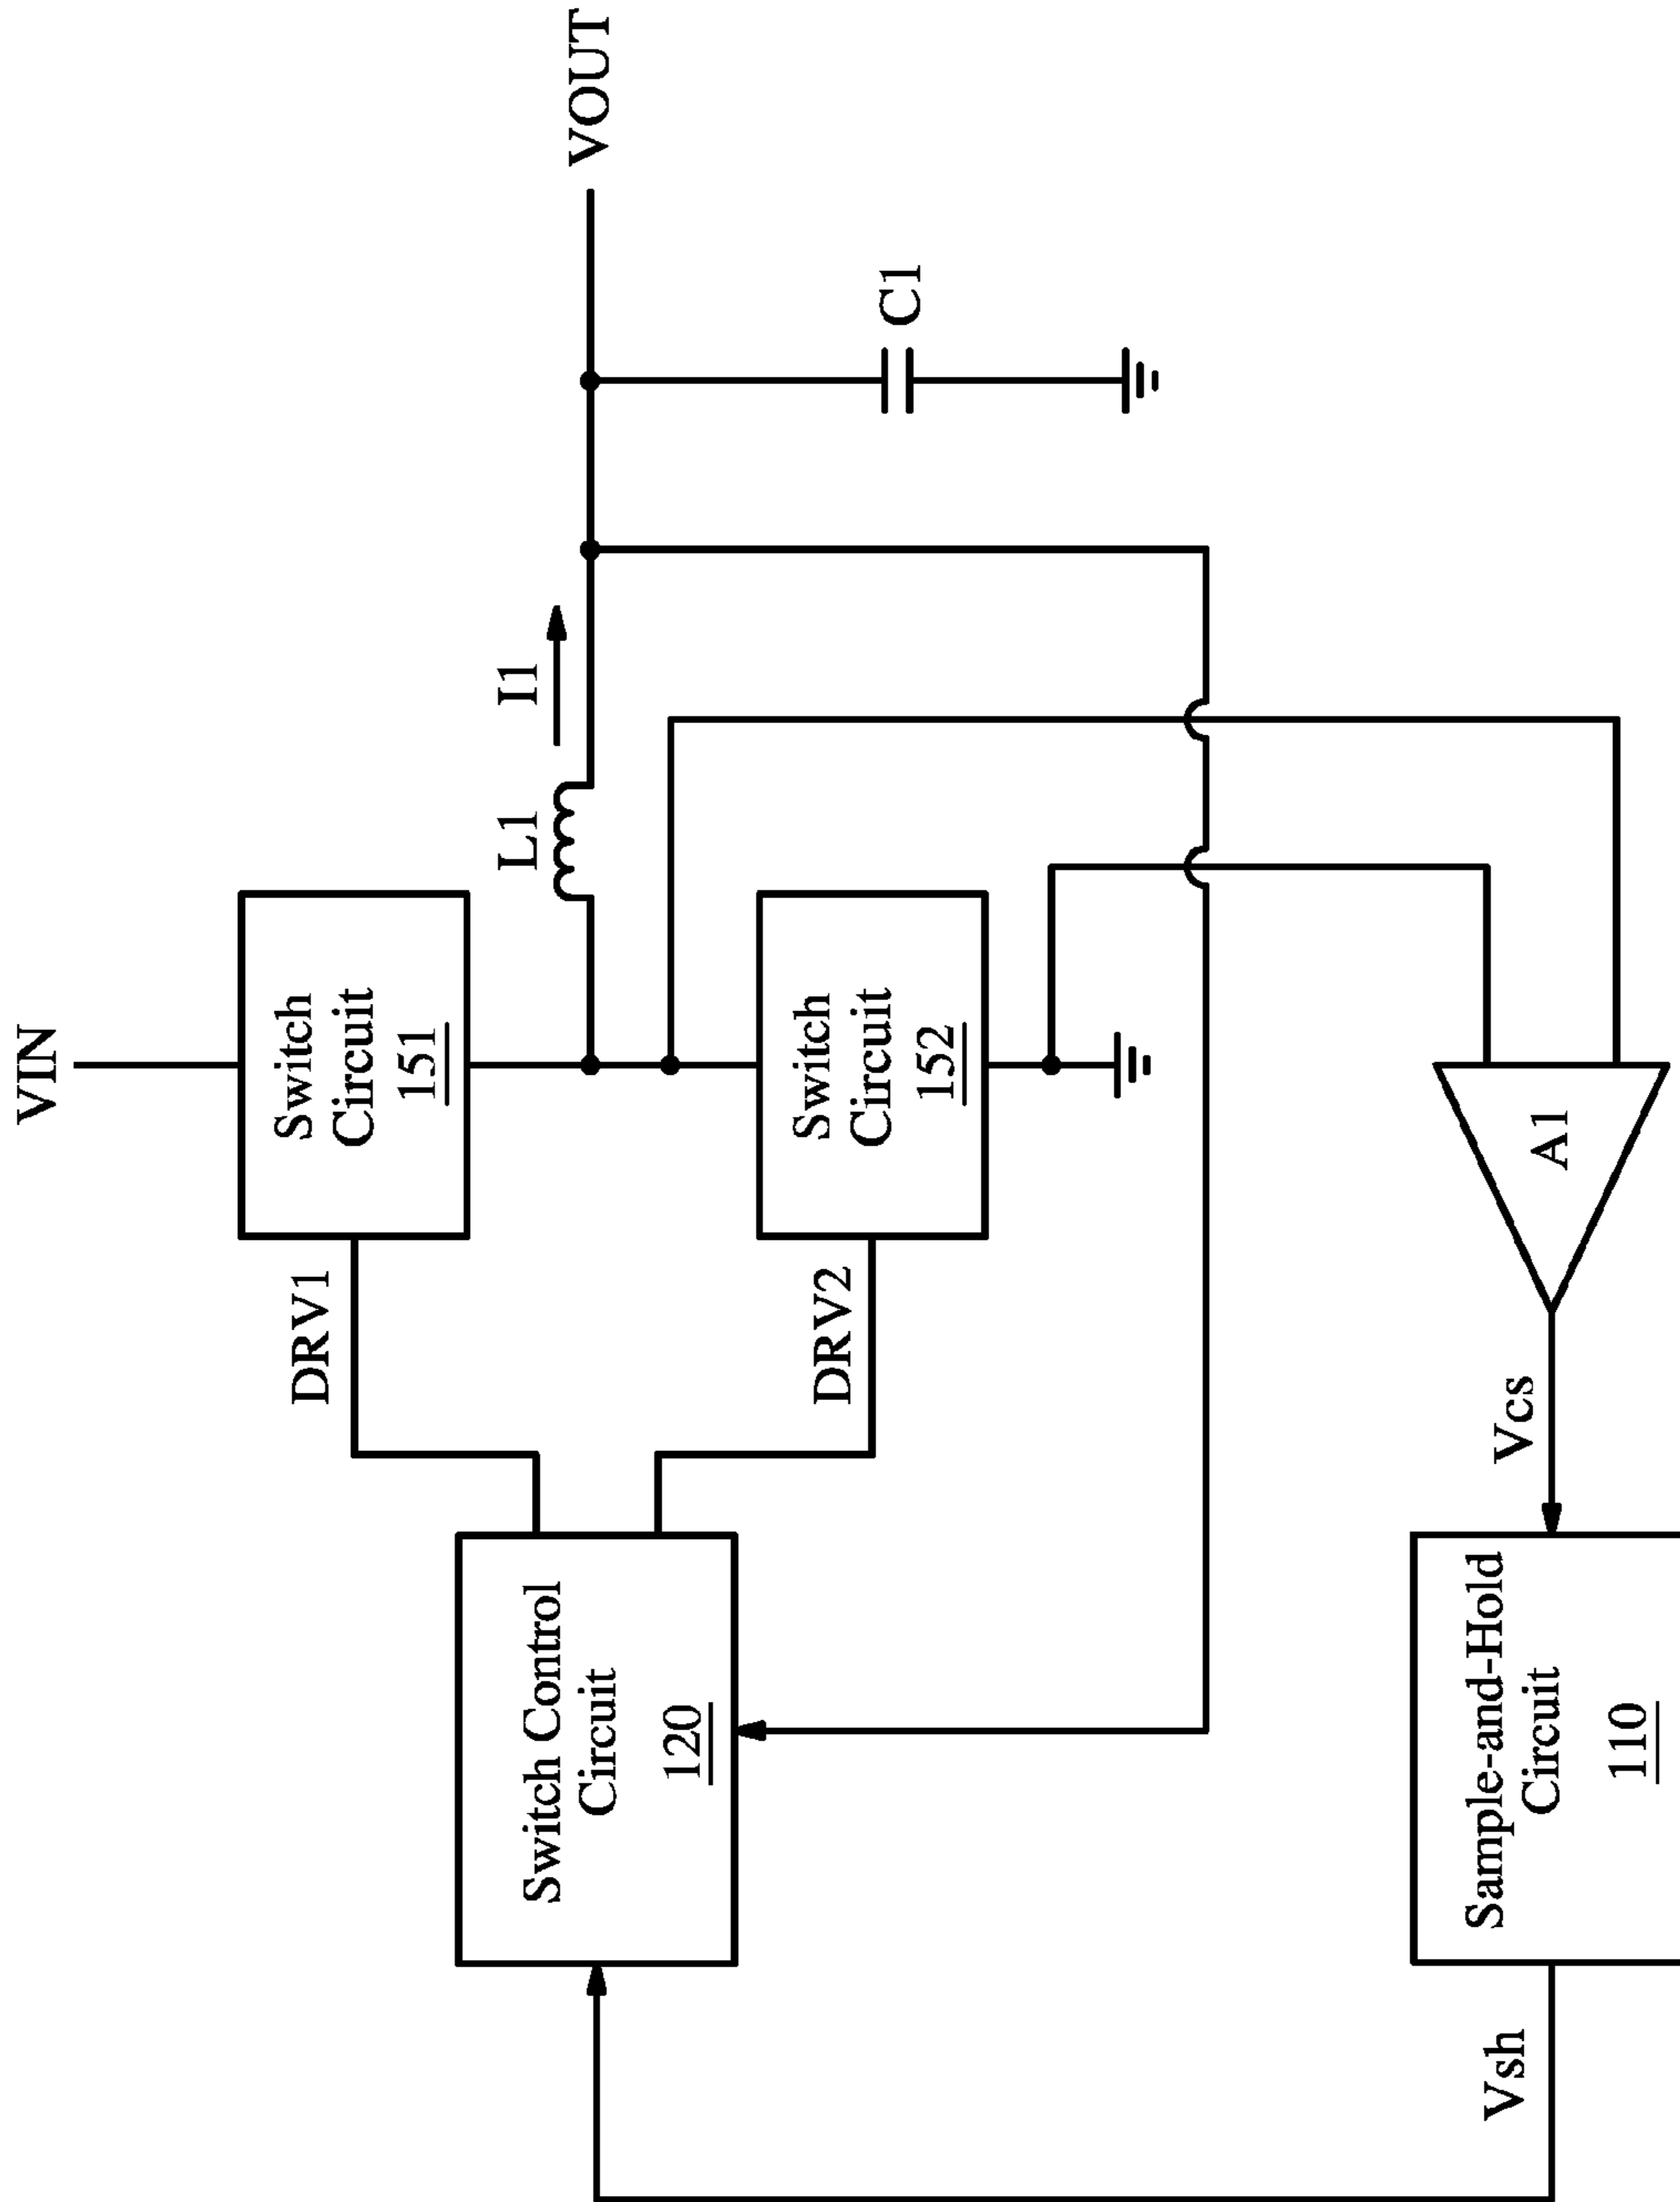 VIN
Switch
Circuit
151
DRV1
L1
I1
VOUT
Switch Control
Circuit
120
DRV2
Switch
Circuit
152
C1
Vsh
Sample-and-Hold
Circuit
110
Vcs
A1